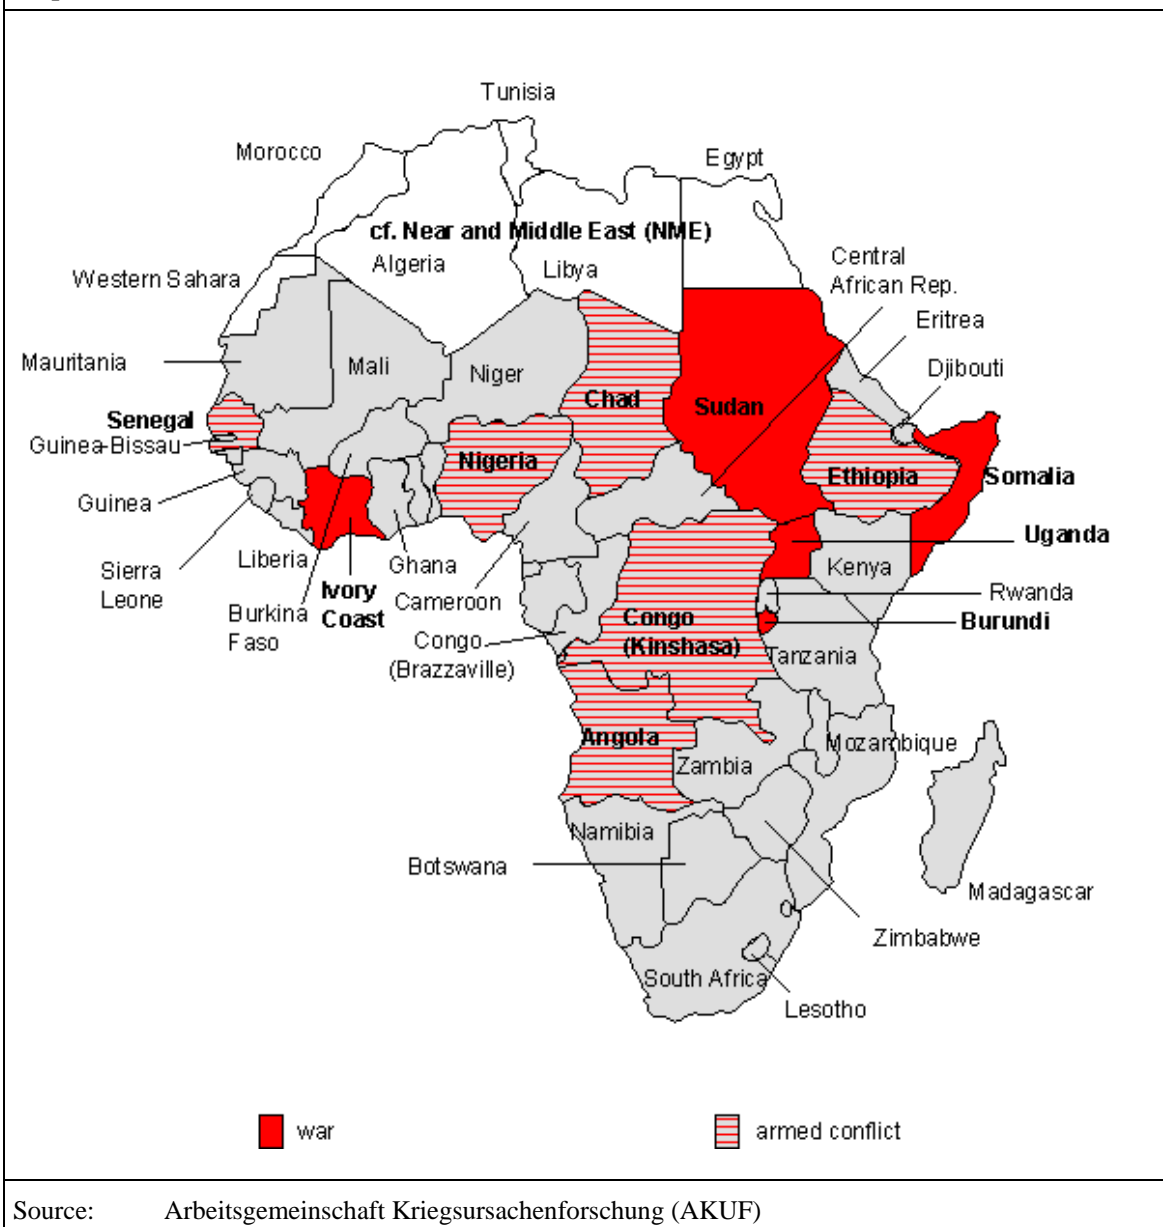 Tunisia
Morocco
Egypt
cf. Near and Middle East (NME)
Algeria
Libya
Western Sahara
Central
African Rep.
Eritrea
Mauritania
Mali
Niger
Djibouti
Chad
Sudan
Senegal
Guinea-Bissau
Nigeria
Ethiopia
Somalia
Guinea
Uganda
Liberia
Ghana
Kenya
Sierra
Leone
Ivory
Coast
Cameroon
Rwanda
Burkina
Faso
Congo
(Brazzaville)
Congo
(Kinshasa)
Burundi
Tanzania
Angola
Zambia
Mozambique
Namibia
Botswana
Madagascar
Zimbabwe
South Africa
Lesotho
war
armed conflict
Source: Arbeitsgemeinschaft Kriegsursachenforschung (AKUF)